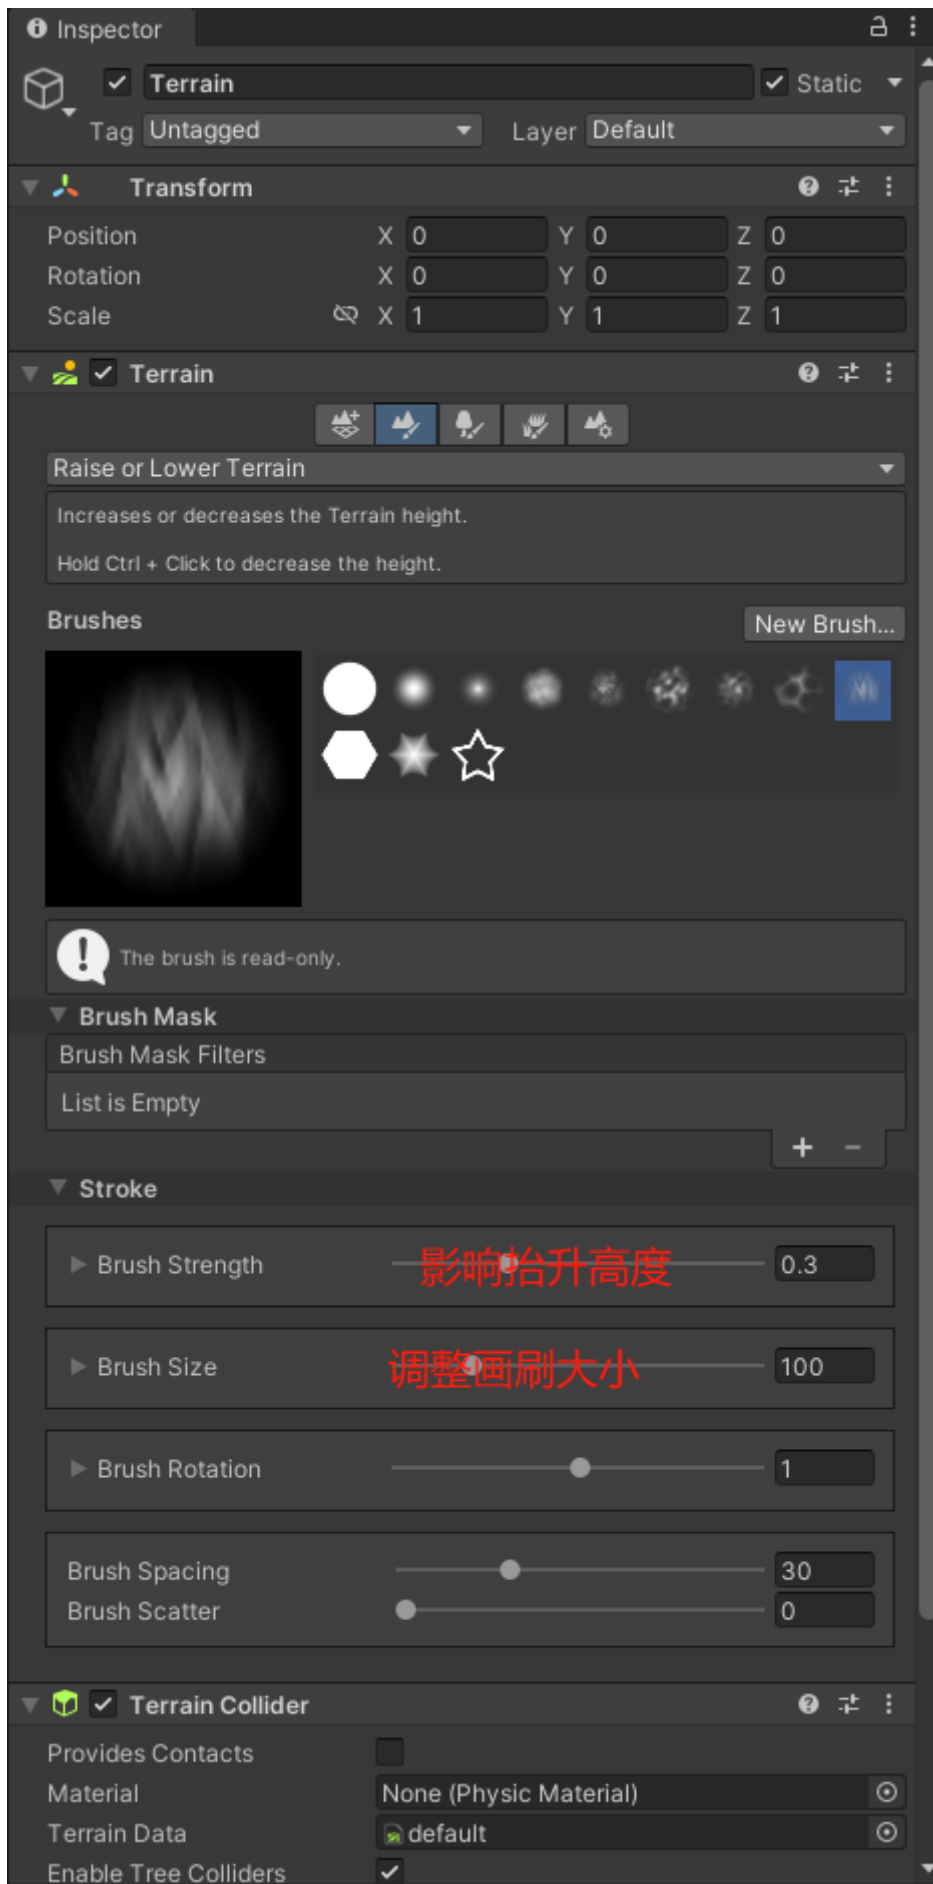 Inspector
Terrain
Static
Tag Untagged Layer Default
Transform
Position X 0 Y 0 Z 0
Rotation X 0 Y 0 Z 0
Scale X 1 Y 1 Z 1
Terrain
Raise or Lower Terrain
Increases or decreases the Terrain height.
Hold Ctrl + Click to decrease the height.
Brushes
New Brush...
The brush is read-only.
Brush Mask
Brush Mask Filters
List is Empty
Stroke
Brush Strength 影响抬升高度 0.3
Brush Size 调整画刷大小 100
Brush Rotation 1
Brush Spacing 30
Brush Scatter 0
Terrain Collider
Provides Contacts
Material None (Physic Material)
Terrain Data default
Enable Tree Colliders